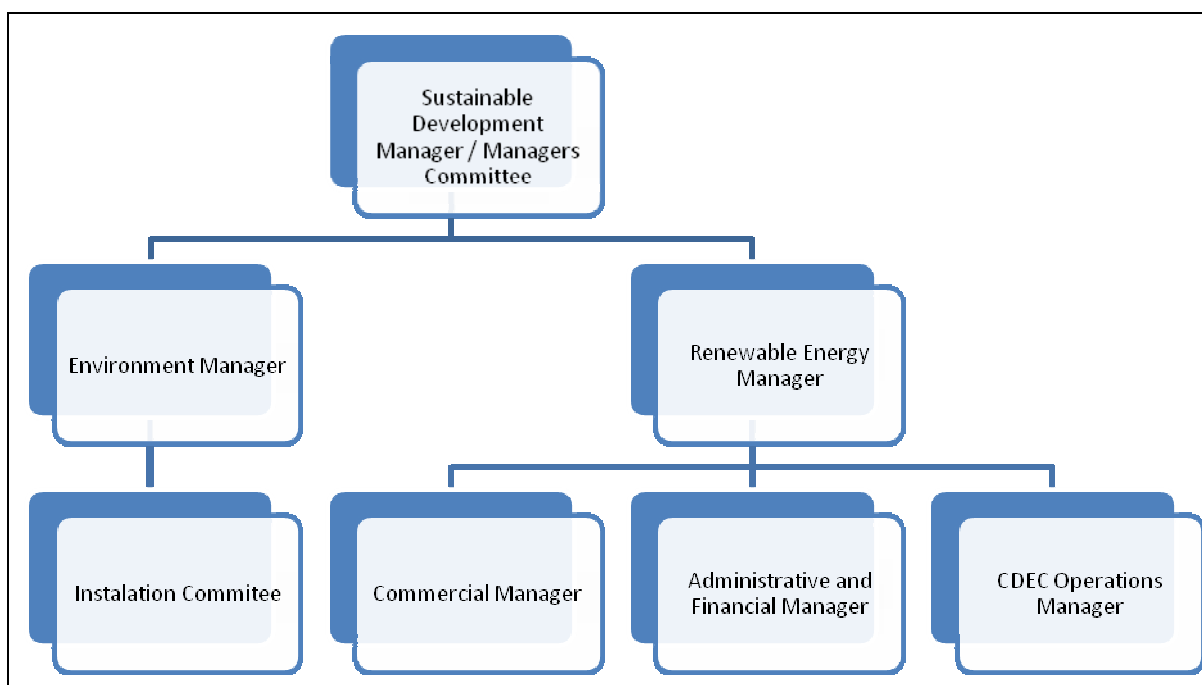 Sustainable
Development
Manager / Managers
Committee
Environment Manager
Renewable Energy
Manager
Instalation Commitee
Commercial Manager
Administrative and
Financial Manager
CDEC Operations
Manager